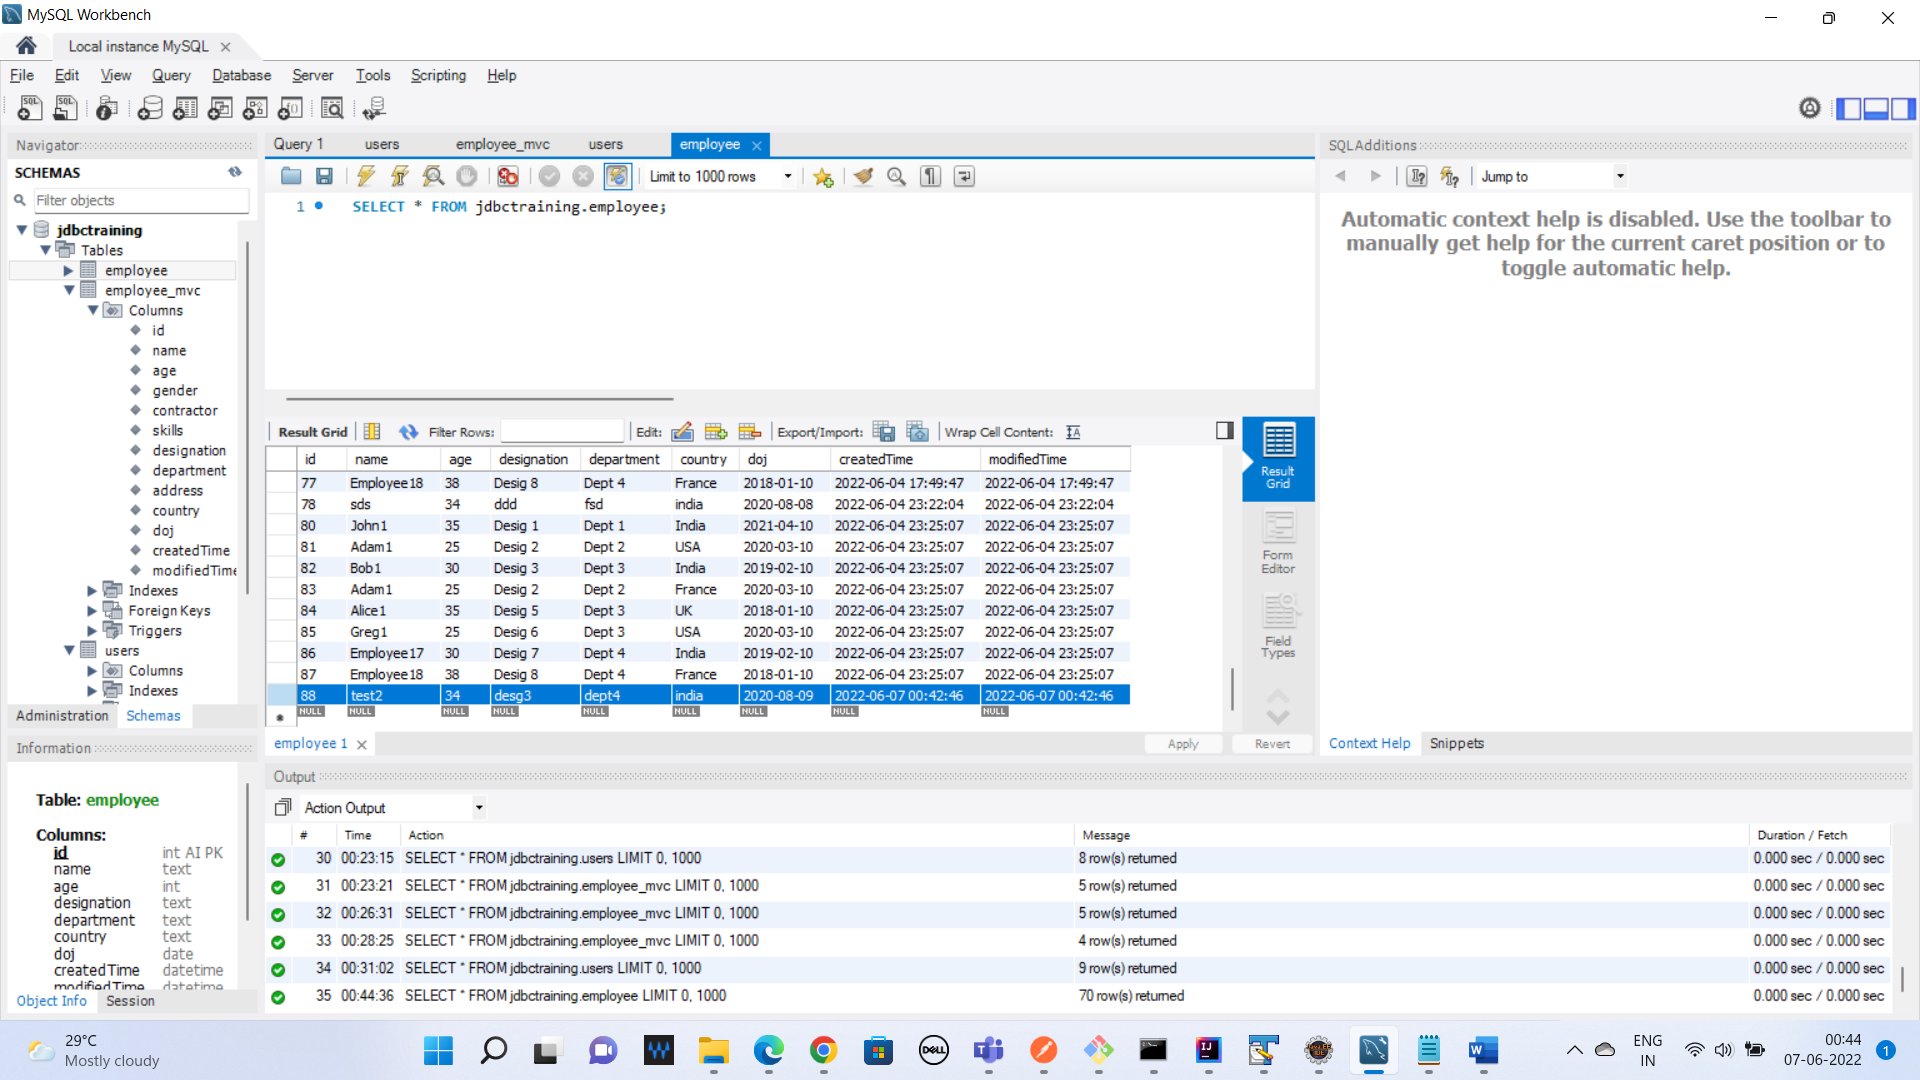 MySQL Workbench
Local instance MySQL
File Edit View Query Database Server Tools Scripting Help
Navigator
SCHEMAS
Filter objects
jdbctraining
Tables
employee
employee_mvc
Columns
id
name
age
gender
contractor
skills
designation
department
address
country
doj
createdTime
modifiedTime
Indexes
Foreign Keys
Triggers
users
Columns
Indexes
Administration Schemas
Information
Table: employee
Columns:
id int AI PK
name text
age int
designation text
department text
country text
doj date
createdTime datetime
modifiedTime datetime
Object Info Session
Query 1 users employee_mvc users employee
Limit to 1000 rows
1 SELECT * FROM jdbctraining.employee;
Result Grid Filter Rows: Edit: Export/Import: Wrap Cell Content:
id name age designation department country doj createdTime modifiedTime
77 Employee18 38 Desig 8 Dept 4 France 2018-01-10 2022-06-04 17:49:47 2022-06-04 17:49:47
78 sds 34 ddd fsd india 2020-08-08 2022-06-04 23:22:04 2022-06-04 23:22:04
80 John1 35 Desig 1 Dept 1 India 2021-04-10 2022-06-04 23:25:07 2022-06-04 23:25:07
81 Adam1 25 Desig 2 Dept 2 USA 2020-03-10 2022-06-04 23:25:07 2022-06-04 23:25:07
82 Bob1 30 Desig 3 Dept 3 India 2019-02-10 2022-06-04 23:25:07 2022-06-04 23:25:07
83 Adam1 25 Desig 2 Dept 2 France 2020-03-10 2022-06-04 23:25:07 2022-06-04 23:25:07
84 Alice1 35 Desig 5 Dept 3 UK 2018-01-10 2022-06-04 23:25:07 2022-06-04 23:25:07
85 Greg1 25 Desig 6 Dept 3 USA 2020-03-10 2022-06-04 23:25:07 2022-06-04 23:25:07
86 Employee17 30 Desig 7 Dept 4 India 2019-02-10 2022-06-04 23:25:07 2022-06-04 23:25:07
87 Employee18 38 Desig 8 Dept 4 France 2018-01-10 2022-06-04 23:25:07 2022-06-04 23:25:07
88 test2 34 desg3 dept4 india 2020-08-09 2022-06-07 00:42:46 2022-06-07 00:42:46
NULL NULL NULL NULL NULL NULL NULL NULL NULL
Result
Grid
Form
Editor
Field
Types
employee 1 Apply Revert
SQLAdditions
Jump to
Automatic context help is disabled. Use the toolbar to
manually get help for the current caret position or to
toggle automatic help.
Context Help Snippets
Output
Action Output
# Time Action Message Duration / Fetch
30 00:23:15 SELECT * FROM jdbctraining.users LIMIT 0, 1000 8 row(s) returned 0.000 sec / 0.000 sec
31 00:23:21 SELECT * FROM jdbctraining.employee_mvc LIMIT 0, 1000 5 row(s) returned 0.000 sec / 0.000 sec
32 00:26:31 SELECT * FROM jdbctraining.employee_mvc LIMIT 0, 1000 5 row(s) returned 0.000 sec / 0.000 sec
33 00:28:25 SELECT * FROM jdbctraining.employee_mvc LIMIT 0, 1000 4 row(s) returned 0.000 sec / 0.000 sec
34 00:31:02 SELECT * FROM jdbctraining.users LIMIT 0, 1000 9 row(s) returned 0.000 sec / 0.000 sec
35 00:44:36 SELECT * FROM jdbctraining.employee LIMIT 0, 1000 70 row(s) returned 0.000 sec / 0.000 sec
29°C
Mostly cloudy
DELL
ENG
IN
00:44
07-06-2022
1